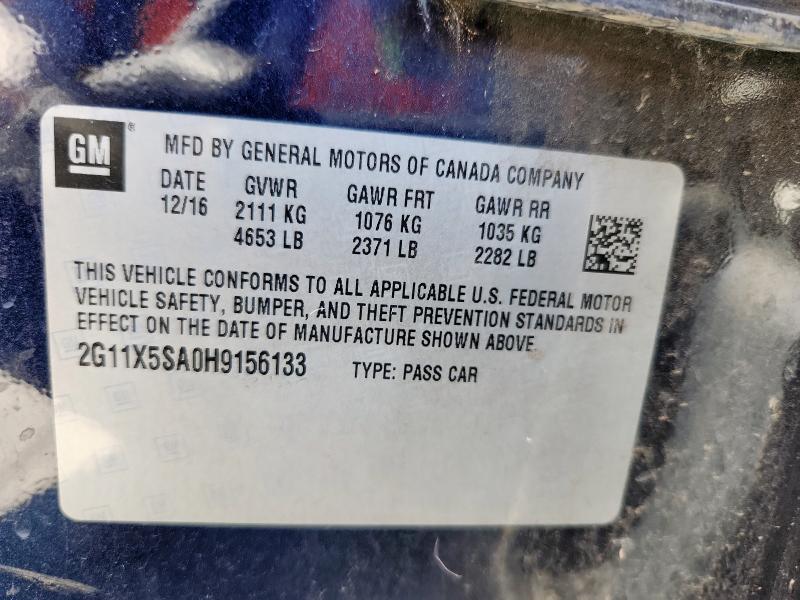 GM ® MFD BY GENERAL MOTORS OF CANADA COMPANY
DATE GVWR GAWR FRT GAWR RR
12/16 2111 KG 1076 KG 1035 KG
4653 LB 2371 LB 2282 LB
THIS VEHICLE CONFORMS TO ALL APPLICABLE U.S. FEDERAL MOTOR
VEHICLE SAFETY, BUMPER, AND THEFT PREVENTION STANDARDS IN
EFFECT ON THE DATE OF MANUFACTURE SHOWN ABOVE
2G11X5SA0H9156133 TYPE: PASS CAR